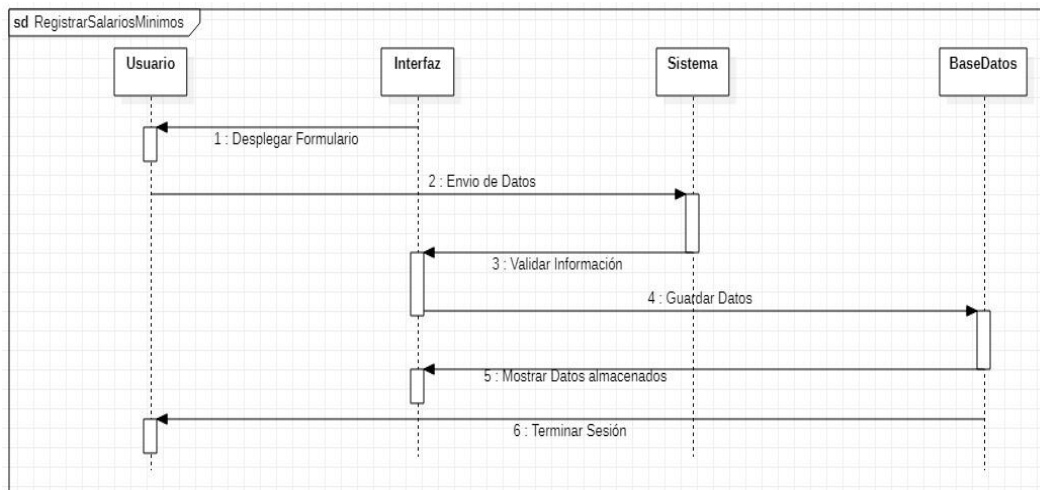 sd RegistrarSalariosMinimos
Usuario
Interfaz
Sistema
BaseDatos
1 : Desplegar Formulario
2 : Envio de Datos
3 : Validar Información
4 : Guardar Datos
5 : Mostrar Datos almacenados
6 : Terminar Sesión